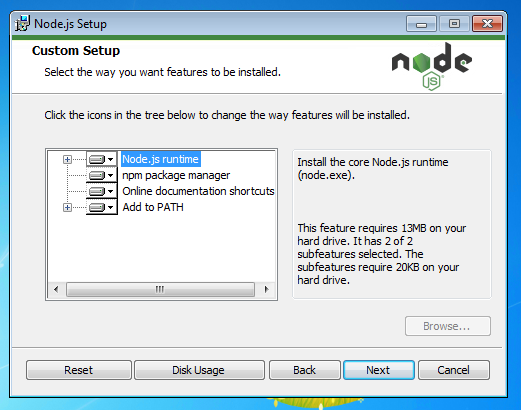 Node.js Setup
Custom Setup
Select the way you want features to be installed.
node
JS
Click the icons in the tree below to change the way features will be installed.
Node.js runtime
npm package manager
Online documentation shortcuts
Add to PATH
Install the core Node.js runtime
(node.exe).
This feature requires 13MB on your
hard drive. It has 2 of 2
subfeatures selected. The
subfeatures require 20KB on your
hard drive.
Browse...
Reset
Disk Usage
Back
Next
Cancel